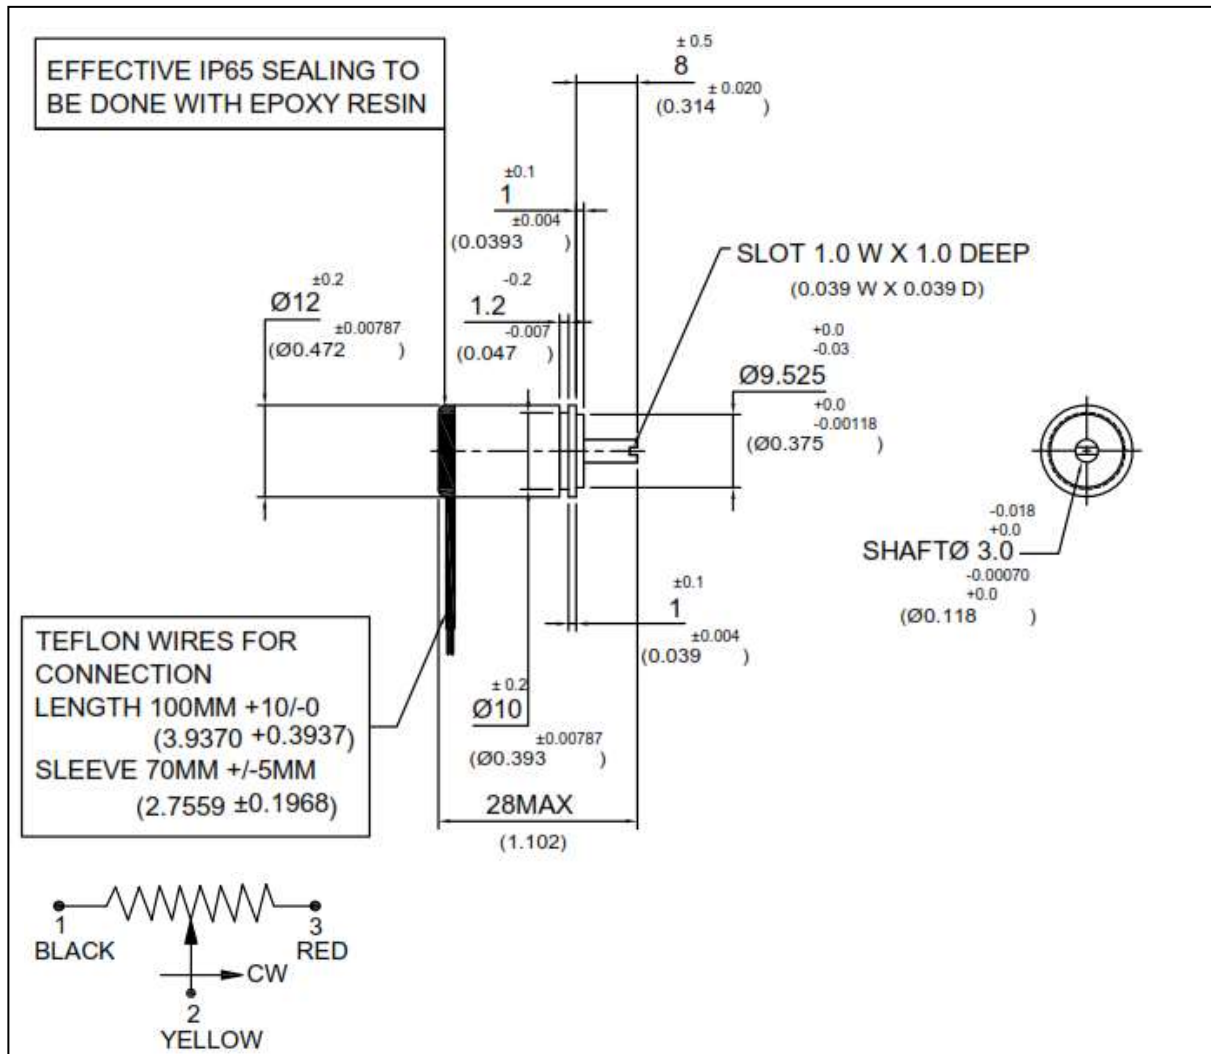 EFFECTIVE IP65 SEALING TO
BE DONE WITH EPOXY RESIN
± 0.5
8
± 0.020
(0.314 )
±0.1
1
±0.004
(0.0393 )
SLOT 1.0 W X 1.0 DEEP
(0.039 W X 0.039 D)
±0.2
Ø12
±0.00787
(Ø0.472 )
-0.2
1.2
-0.007
(0.047 )
+0.0
-0.03
Ø9.525
+0.0
-0.00118
(Ø0.375 )
-0.018
+0.0
SHAFTØ 3.0
-0.00070
+0.0
(Ø0.118 )
±0.1
1
±0.004
(0.039 )
± 0.2
Ø10
±0.00787
(Ø0.393 )
28MAX
(1.102)
TEFLON WIRES FOR
CONNECTION
LENGTH 100MM +10/-0
(3.9370 +0.3937)
SLEEVE 70MM +/-5MM
(2.7559 ±0.1968)
1
BLACK
3
RED
CW
2
YELLOW